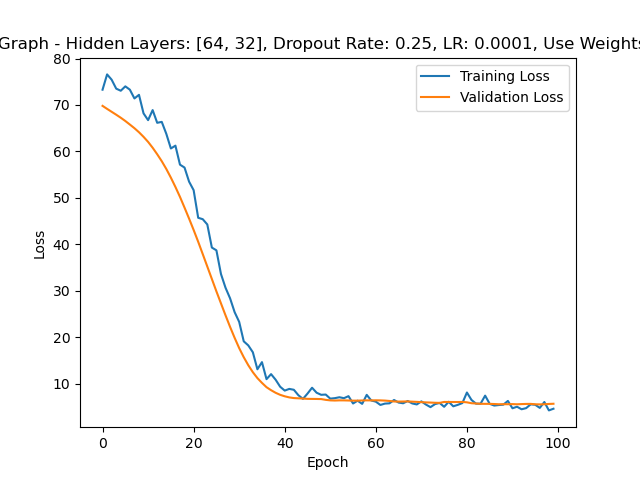 Graph - Hidden Layers: [64, 32], Dropout Rate: 0.25, LR: 0.0001, Use Weights
Training Loss
Validation Loss
80
70
60
50
40
30
20
10
Loss
0 20 40 60 80 100
Epoch